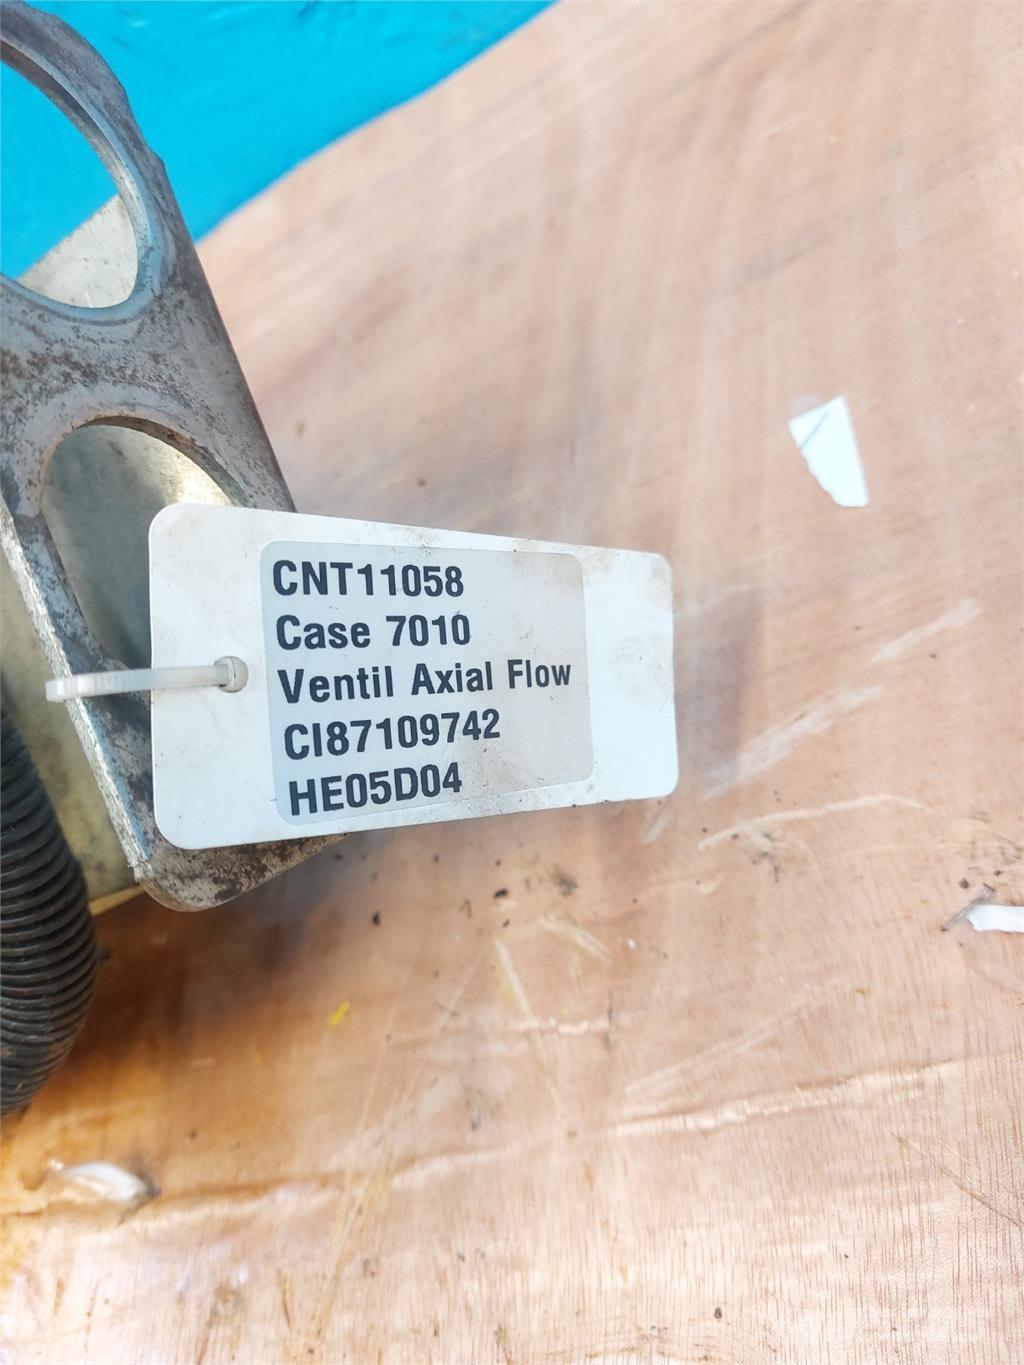 CNT11058
Case 7010
Ventil Axial Flow
CI87109742
HE05D04